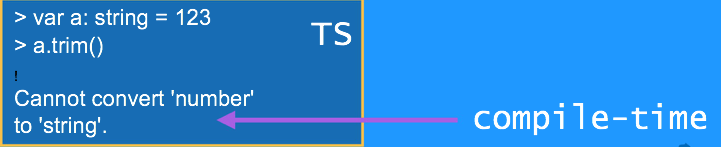 > var a: string = 123
> a.trim()
TS
!
Cannot convert 'number'
to 'string'.
compile-time